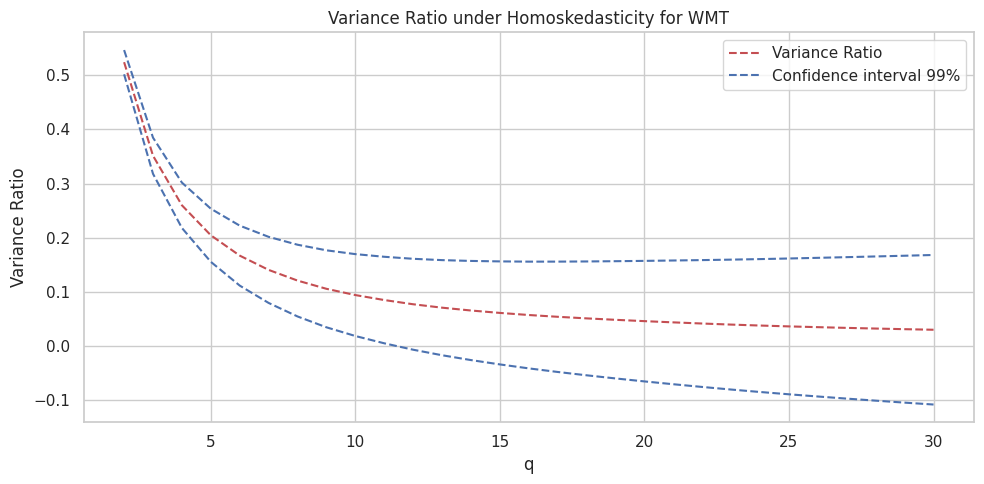 Variance Ratio under Homoskedasticity for WMT
Variance Ratio
Confidence interval 99%
Variance Ratio
0.5
0.4
0.3
0.2
0.1
0.0
−0.1
5
10
15
20
25
30
q